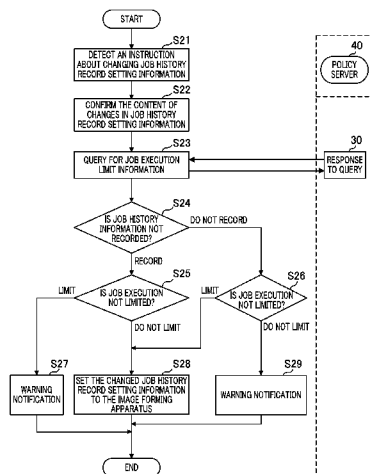 START
S21
DETECT AN INSTRUCTION
ABOUT CHANGING JOB HISTORY
RECORD SETTING INFORMATION
40
POLICY
SERVER
S22
CONFIRM THE CONTENT OF
CHANGES IN JOB HISTORY
RECORD SETTING INFORMATION
S23
QUERY FOR JOB EXECUTION
LIMIT INFORMATION
30
RESPONSE
TO QUERY
S24
IS JOB HISTORY
INFORMATION NOT
RECORDED?
DO NOT RECORD
RECORD
S25
IS JOB EXECUTION
NOT LIMITED?
LIMIT
DO NOT LIMIT
S26
LIMIT
IS JOB EXECUTION
NOT LIMITED?
DO NOT LIMIT
S27
WARNING
NOTIFICATION
S28
SET THE CHANGED JOB HISTORY
RECORD SETTING INFORMATION
TO THE IMAGE FORMING
APPARATUS
S29
WARNING NOTIFICATION
END